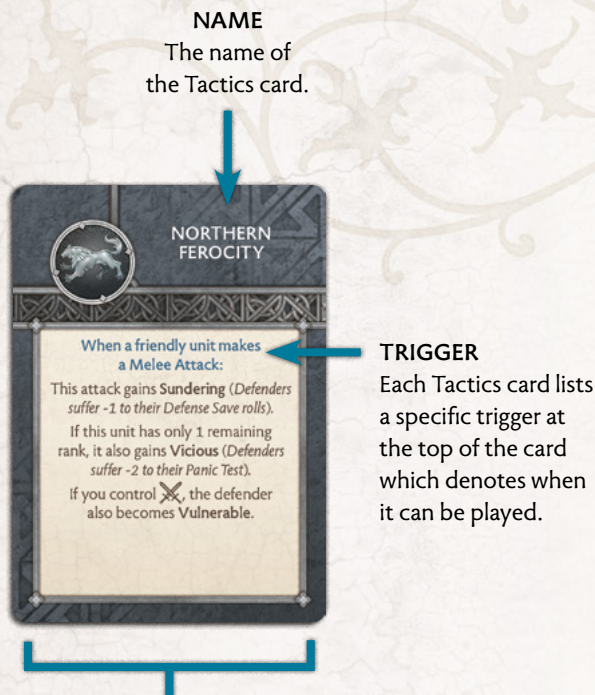 NAME
The name of
the Tactics card.
NORTHERN
FEROCITY
When a friendly unit makes
a Melee Attack:
This attack gains Sundering (Defenders
suffer -1 to their Defense Save rolls).
If this unit has only 1 remaining
rank, it also gains Vicious (Defenders
suffer -2 to their Panic Test).
If you control , the defender
also becomes Vulnerable.
TRIGGER
Each Tactics card lists
a specific trigger at
the top of the card
which denotes when
it can be played.